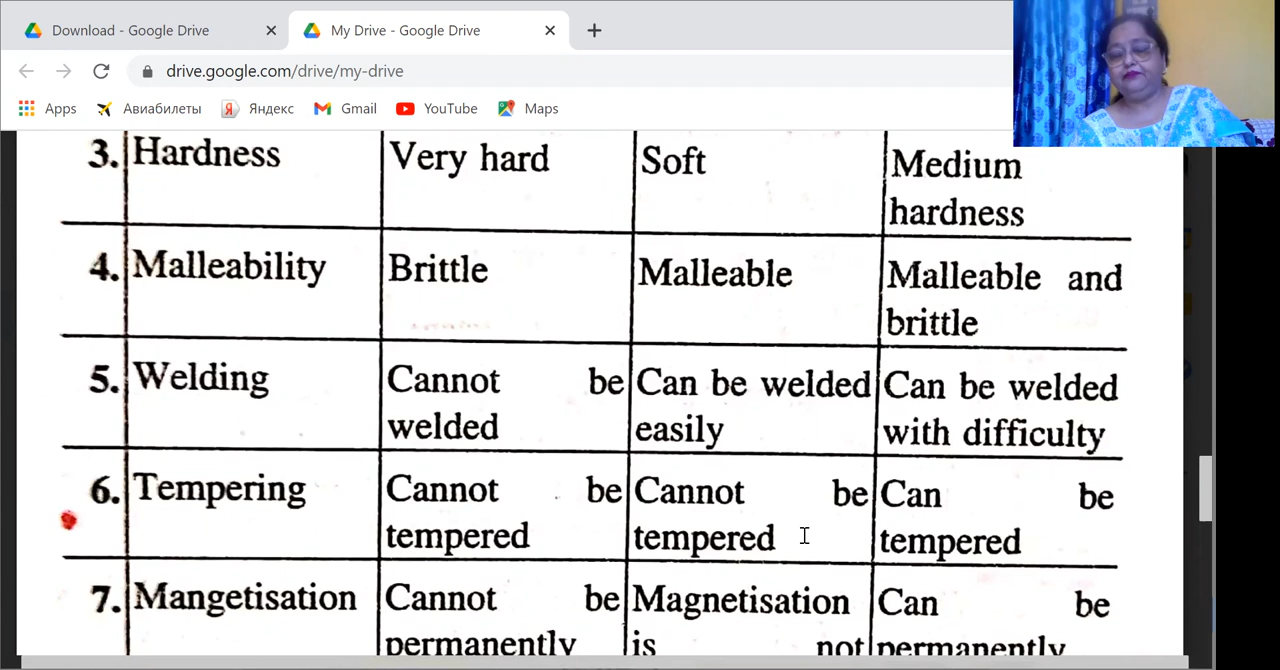 Download - Google Drive
My Drive - Google Drive
drive.google.com/drive/my-drive
Apps Авиабилеты Яндекс Gmail YouTube Maps
3. Hardness Very hard Soft Medium
hardness
4. Malleability Brittle Malleable Malleable and
brittle
5. Welding Cannot be Can be welded Can be welded
welded easily with difficulty
6. Tempering Cannot be Cannot be Can be
tempered tempered tempered
7. Mangetisation Cannot be Magnetisation Can be
permanently is not permanently